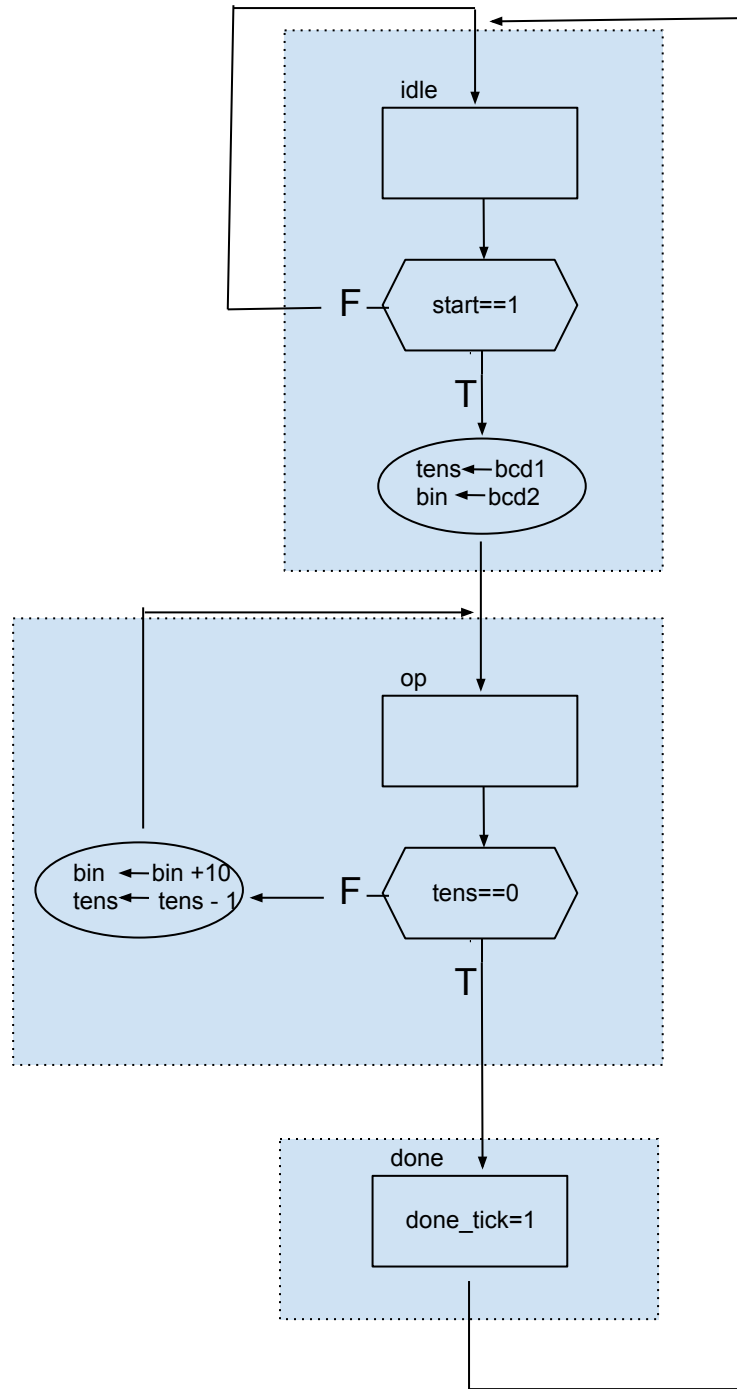 idle
start==1
F
T
tens←bcd1
bin ←bcd2
op
tens==0
F
bin ←bin +10
tens← tens - 1
T
done
done_tick=1